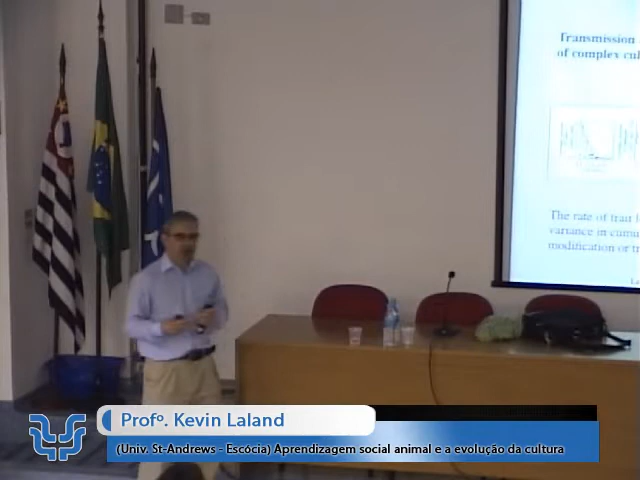 Transmission
of complex cul
The rate of trait l
variance in cumu
modification or tr
Profº. Kevin Laland
(Univ. St-Andrews - Escócia) Aprendizagem social animal e a evolução da cultura